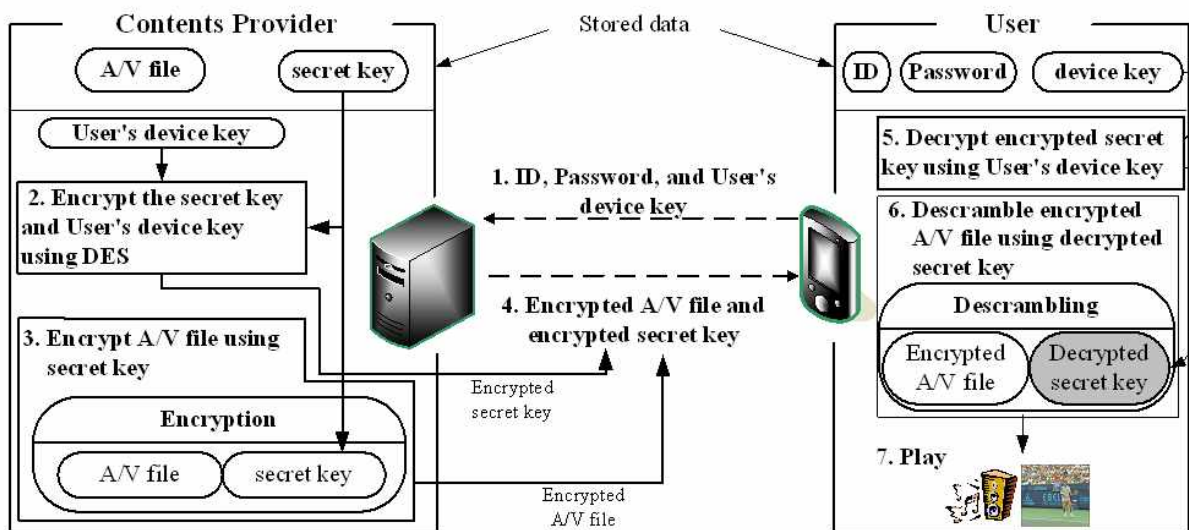 Contents Provider
A/V file
secret key
Stored data
User
ID
Password
device key
User's device key
2. Encrypt the secret key
and User's device key
using DES
3. Encrypt A/V file using
secret key
Encryption
A/V file
secret key
1. ID, Password, and User's
device key
4. Encrypted A/V file and
encrypted secret key
Encrypted
secret key
Encrypted
A/V file
5. Decrypt encrypted secret
key using User's device key
6. Descramble encrypted
A/V file using decrypted
secret key
Descrambling
Encrypted
A/V file
Decrypted
secret key
7. Play